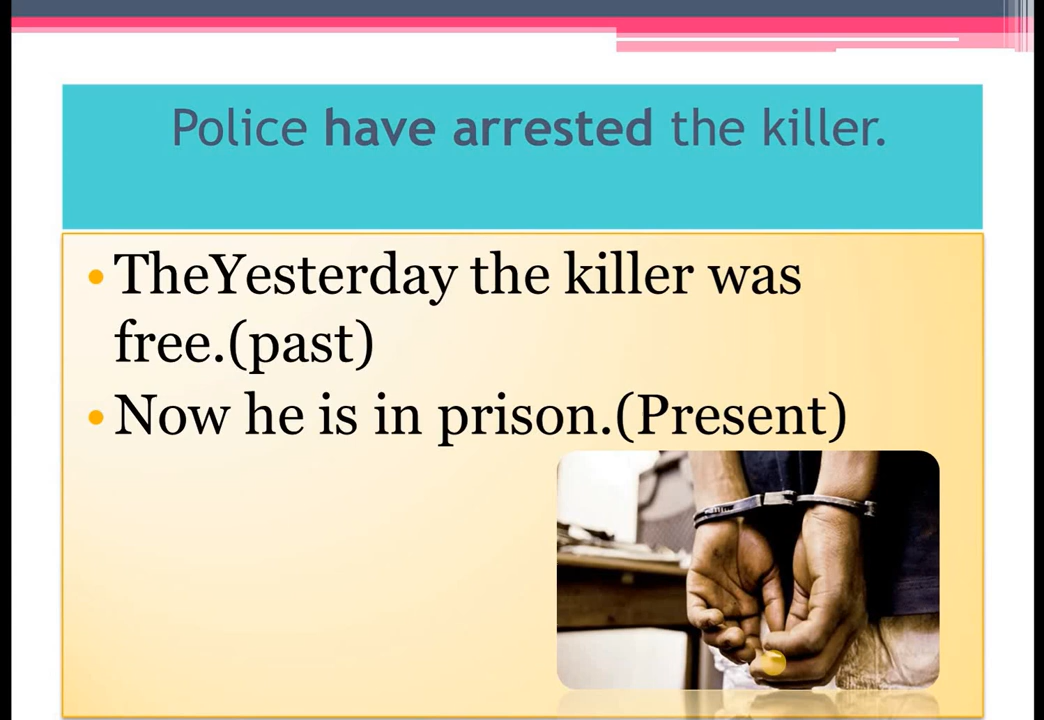 Police have arrested the killer.
•TheYesterday the killer was
free.(past)
•Now he is in prison.(Present)